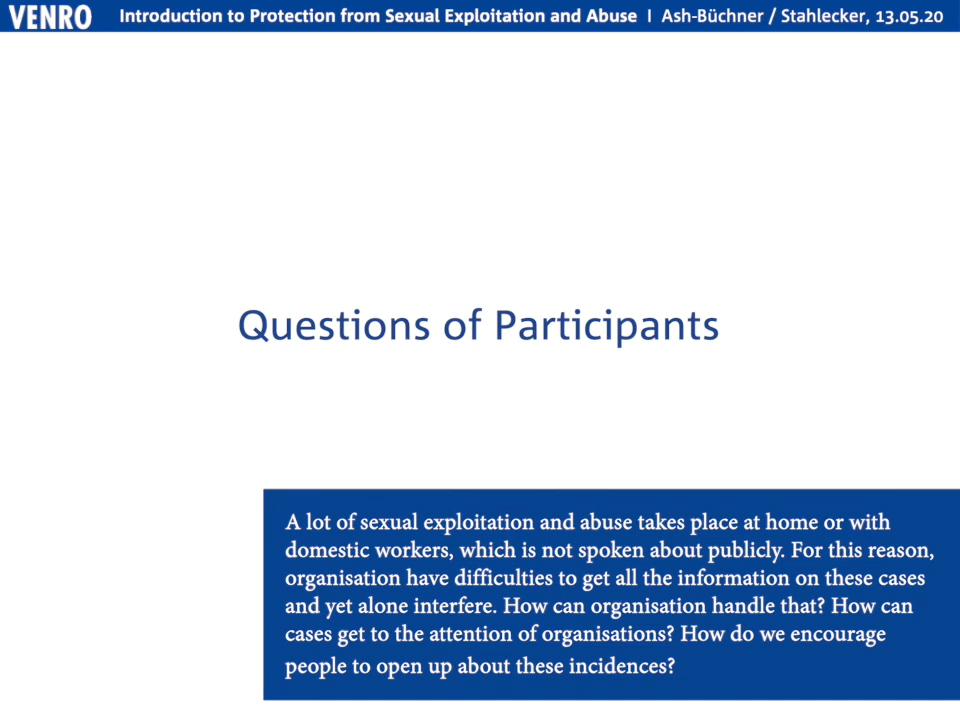 VENRO Introduction to Protection from Sexual Exploitation and Abuse I Ash-Büchner / Stahlecker, 13.05.20
Questions of Participants
A lot of sexual exploitation and abuse takes place at home or with
domestic workers, which is not spoken about publicly. For this reason,
organisation have difficulties to get all the information on these cases
and yet alone interfere. How can organisation handle that? How can
cases get to the attention of organisations? How do we encourage
people to open up about these incidences?